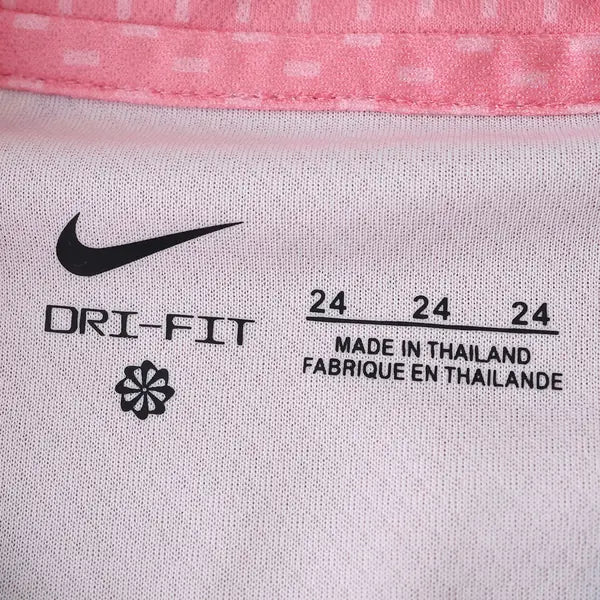 DRI-FIT
24 24 24
MADE IN THAILAND
FABRIQUE EN THAILANDE